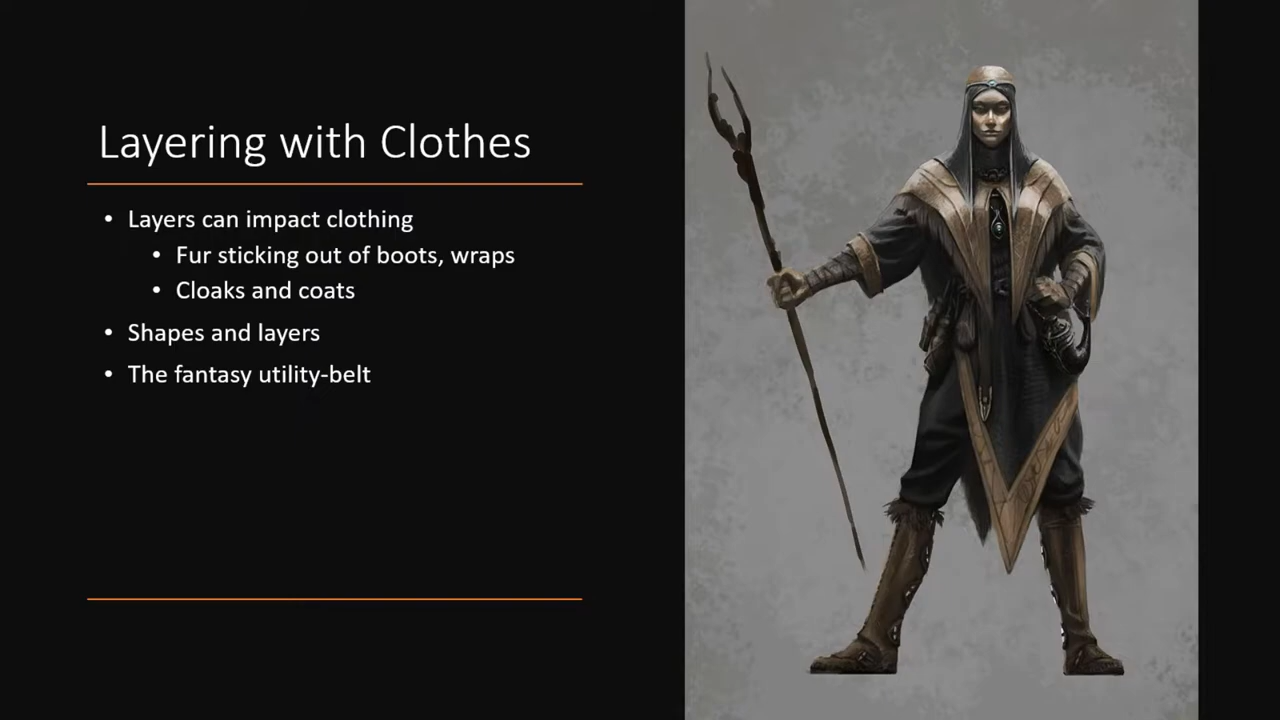 Layering with Clothes
• Layers can impact clothing
• Fur sticking out of boots, wraps
• Cloaks and coats
• Shapes and layers
• The fantasy utility-belt